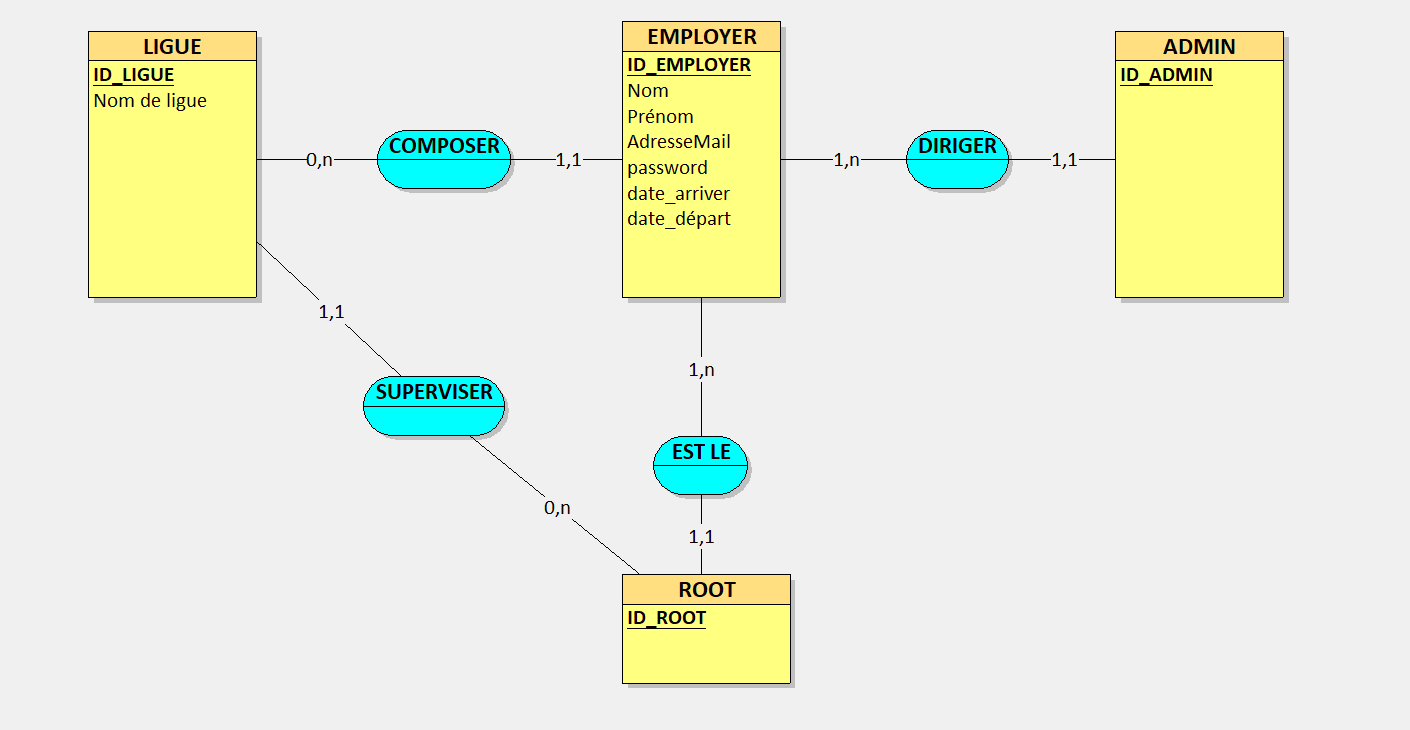 LIGUE
ID_LIGUE
Nom de ligue
0,n
COMPOSER
1,1
EMPLOYER
ID_EMPLOYER
Nom
Prénom
AdresseMail
password
date_arriver
date_départ
1,n
DIRIGER
1,1
ADMIN
ID_ADMIN
1,1
SUPERVISER
0,n
1,n
EST LE
1,1
ROOT
ID_ROOT